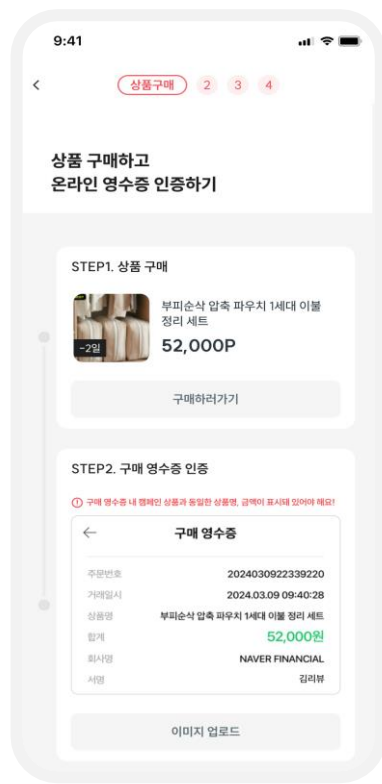 9:41
상품구매 2 3 4
상품 구매하고
온라인 영수증 인증하기
STEP1. 상품 구매
부피순삭 압축 파우치 1세대 이불
정리 세트
-2일
52,000P
구매하러가기
STEP2. 구매 영수증 인증
구매 영수증 내 캠페인 상품과 동일한 상품명, 금액이 표시돼 있어야 해요!
구매 영수증
주문번호 2024030922339220
거래일시 2024.03.09 09:40:28
상품명 부피순삭 압축 파우치 1세대 이불 정리 세트
합계 52,000원
회사명 NAVER FINANCIAL
서명 김리뷰
이미지 업로드